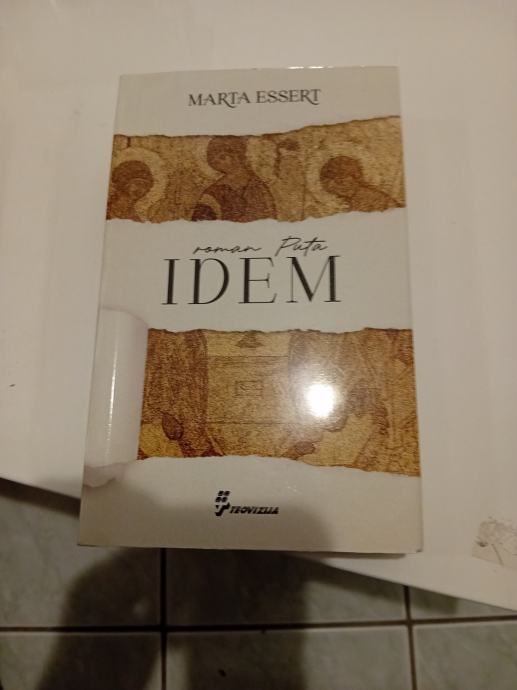 MARTA ESSERT
roman Puta
IDEM
TEOVIZIJA